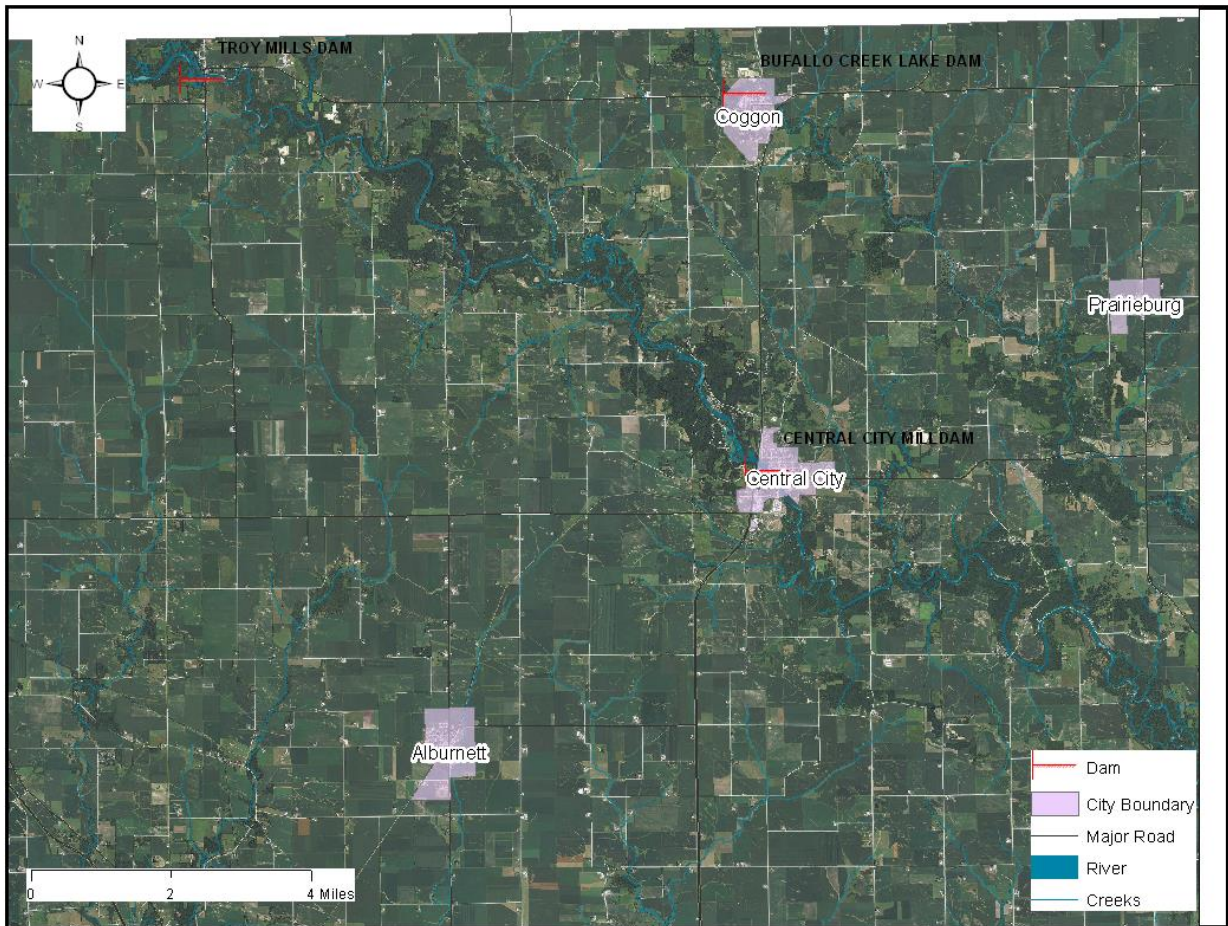 N
TROY MILLS DAM
BUFALLO CREEK LAKE DAM
W
E
S
Coggon
Prairieburg
CENTRAL CITY MILLDAM
Central City
Alburnett
Dam
City Boundary
Major Road
River
Creeks
0 2 4 Miles